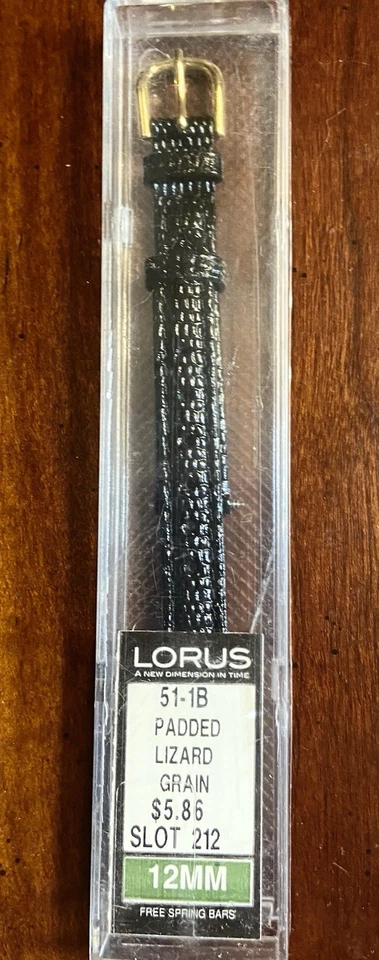 LORUS
A NEW DIMENSION IN TIME
51-1B
PADDED
LIZARD
GRAIN
$5.86
SLOT 212
12MM
FREE SPRING BARS